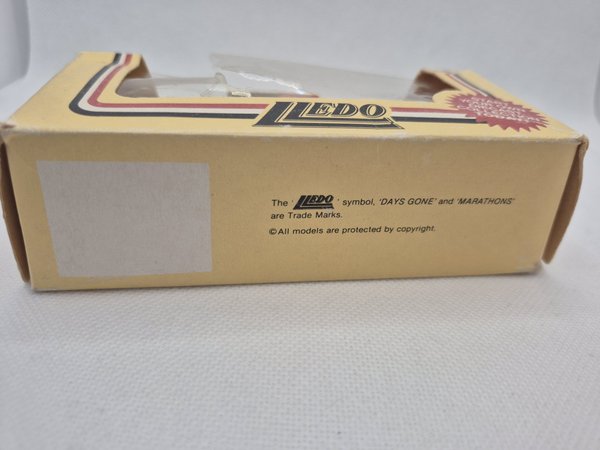 LLEDO
The 'LLEDO' symbol, 'DAYS GONE' and 'MARATHONS'
are Trade Marks.
©All models are protected by copyright.